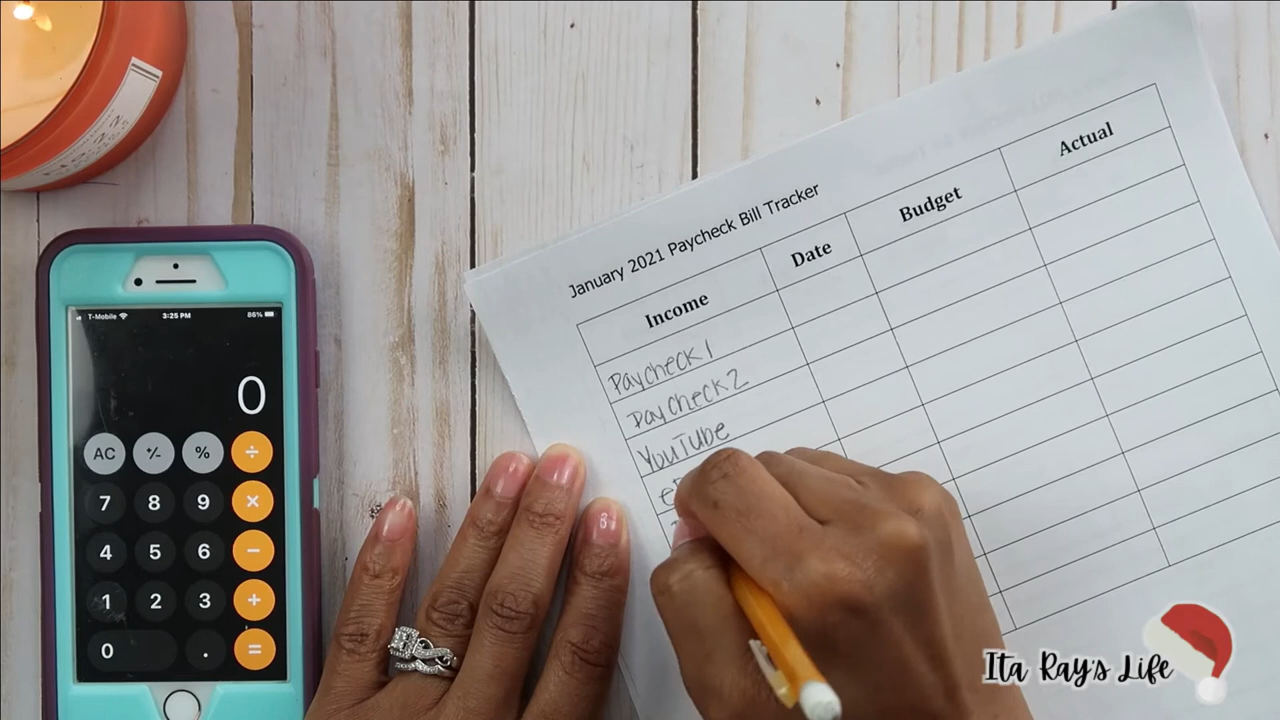 T-Mobile 3:25 PM 86%
0
AC +/- % ÷
7 8 9 ×
4 5 6 −
1 2 3 +
0 . =
January 2021 Paycheck Bill Tracker
Income Date Budget Actual
Paycheck 1
Paycheck 2
YouTube
Ita Ray's Life